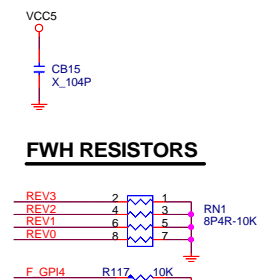 VCC5
CB15
X_104P
FWH RESISTORS
REV3 2 1
REV2 4 3 RN1
REV1 6 5 8P4R-10K
REV0 8 7
F_GPI4 R117 10K